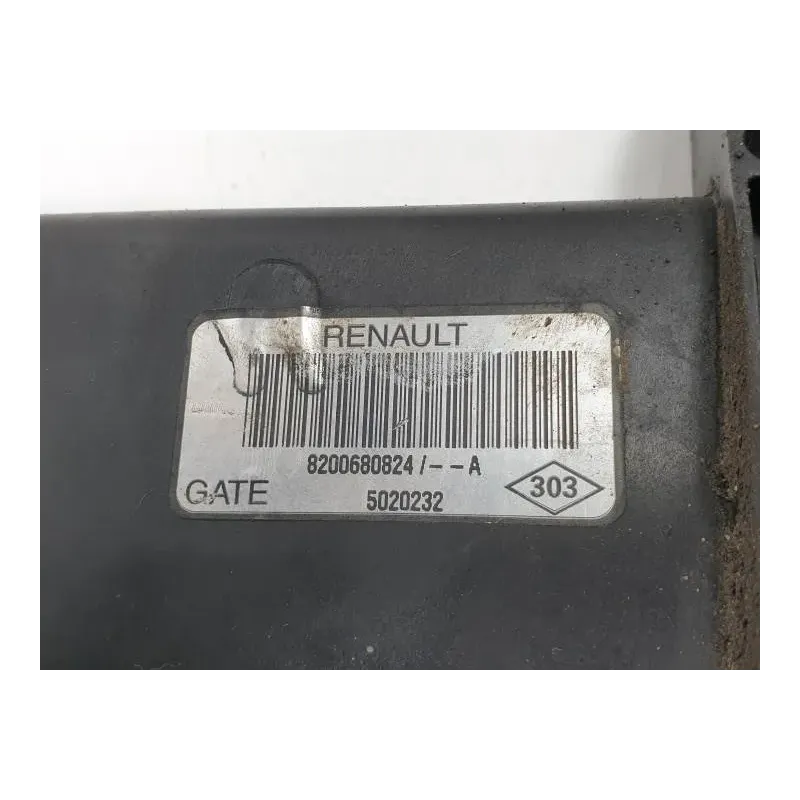 RENAULT
8200680824/--A
GATE
5020232
303